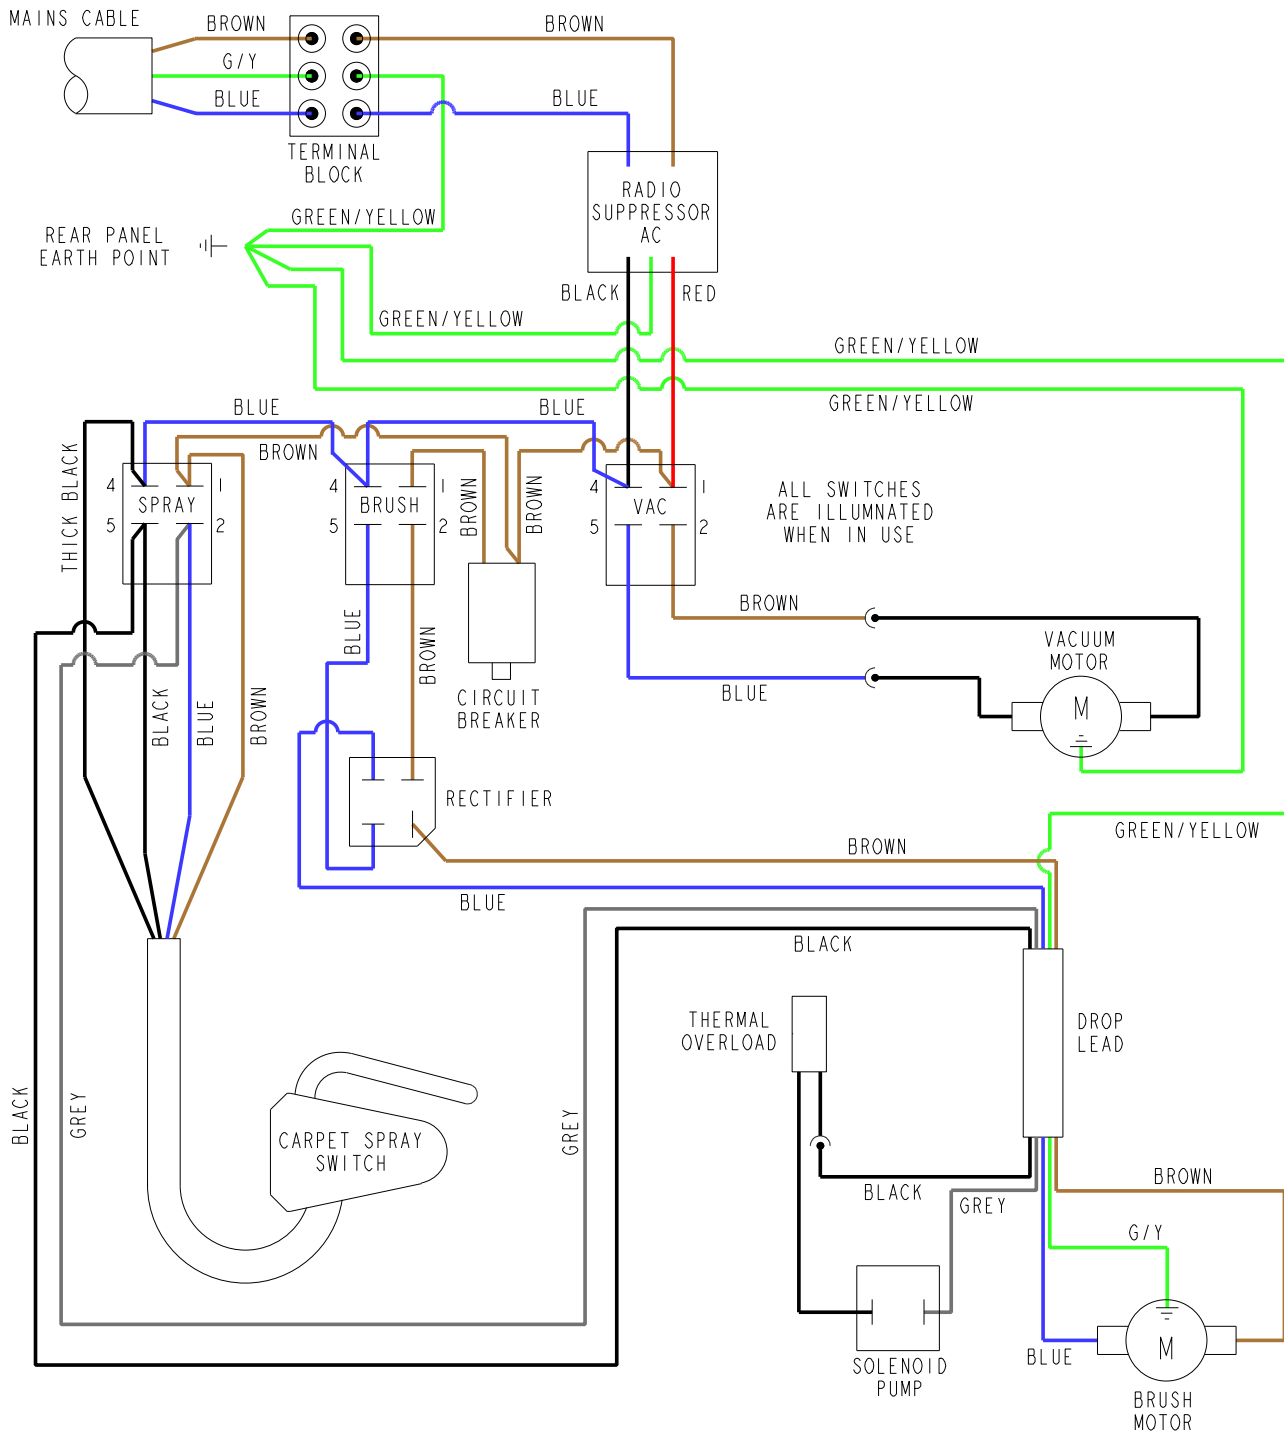 MAINS CABLE
BROWN
BROWN
G/Y
BLUE
BLUE
TERMINAL
BLOCK
RADIO
SUPPRESSOR
AC
GREEN/YELLOW
REAR PANEL
EARTH POINT
BLACK
RED
GREEN/YELLOW
GREEN/YELLOW
GREEN/YELLOW
BLUE
BLUE
BROWN
THICK BLACK
4
1
SPRAY
5
2
4
1
BRUSH
5
2
BROWN
BROWN
4
1
VAC
5
2
ALL SWITCHES
ARE ILLUMNATED
WHEN IN USE
BROWN
BLUE
BROWN
CIRCUIT
BREAKER
BLUE
VACUUM
MOTOR
M
BLACK
BLUE
BROWN
RECTIFIER
GREEN/YELLOW
BROWN
BLUE
BLACK
THERMAL
OVERLOAD
DROP
LEAD
BLACK
GREY
CARPET SPRAY
SWITCH
GREY
BLACK
GREY
BROWN
G/Y
BLUE
M
SOLENOID
PUMP
BRUSH
MOTOR